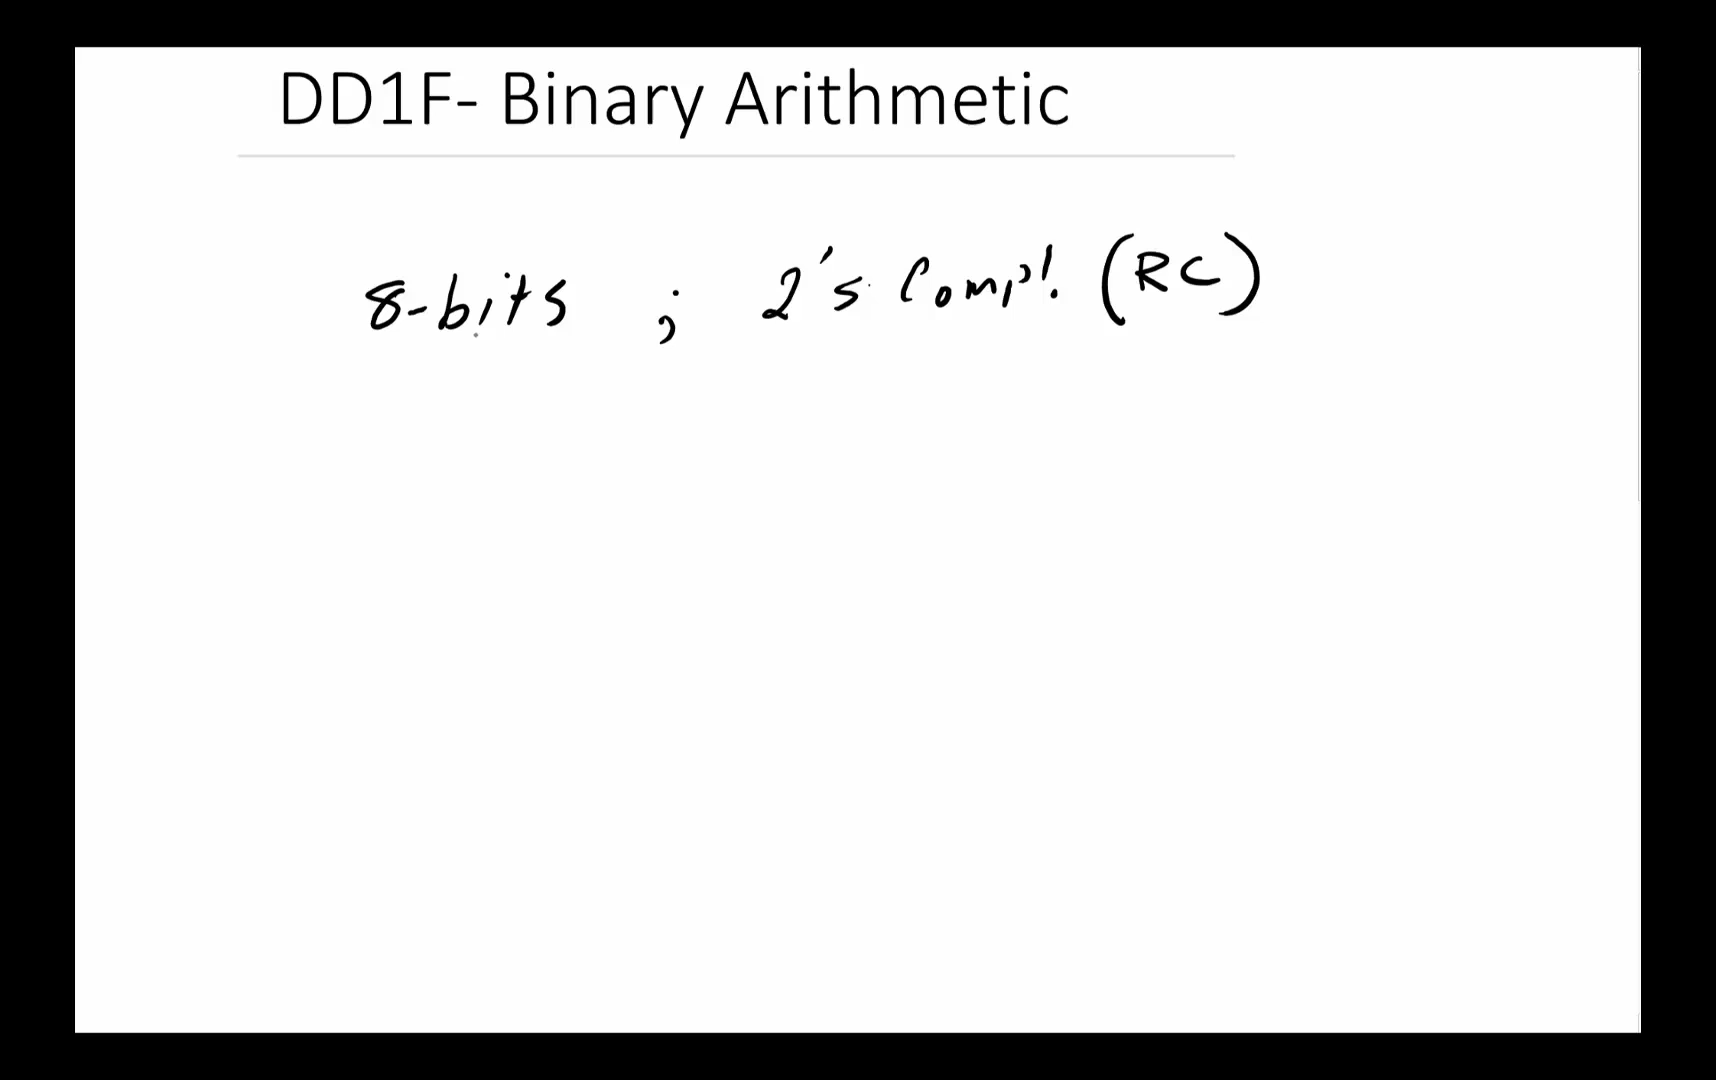 DD1F- Binary Arithmetic
8-bits ; 2's Compl. (RC)